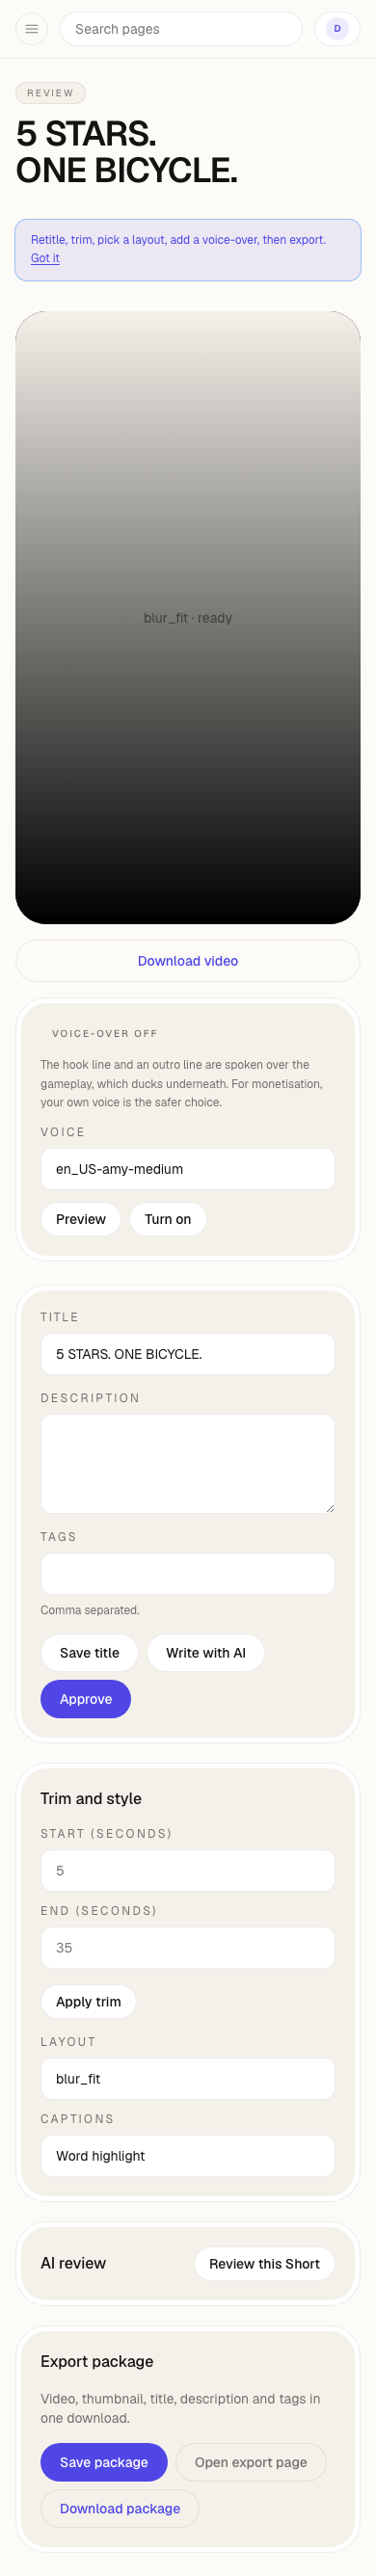 Search pages
D
REVIEW
5 STARS.
ONE BICYCLE.
Retitle, trim, pick a layout, add a voice-over, then export.
Got it
blur_fit · ready
Download video
VOICE-OVER OFF
The hook line and an outro line are spoken over the
gameplay, which ducks underneath. For monetisation,
your own voice is the safer choice.
VOICE
en_US-amy-medium
Preview
Turn on
TITLE
5 STARS. ONE BICYCLE.
DESCRIPTION
TAGS
Comma separated.
Save title
Write with AI
Approve
Trim and style
START (SECONDS)
5
END (SECONDS)
35
Apply trim
LAYOUT
blur_fit
CAPTIONS
Word highlight
AI review
Review this Short
Export package
Video, thumbnail, title, description and tags in
one download.
Save package
Open export page
Download package